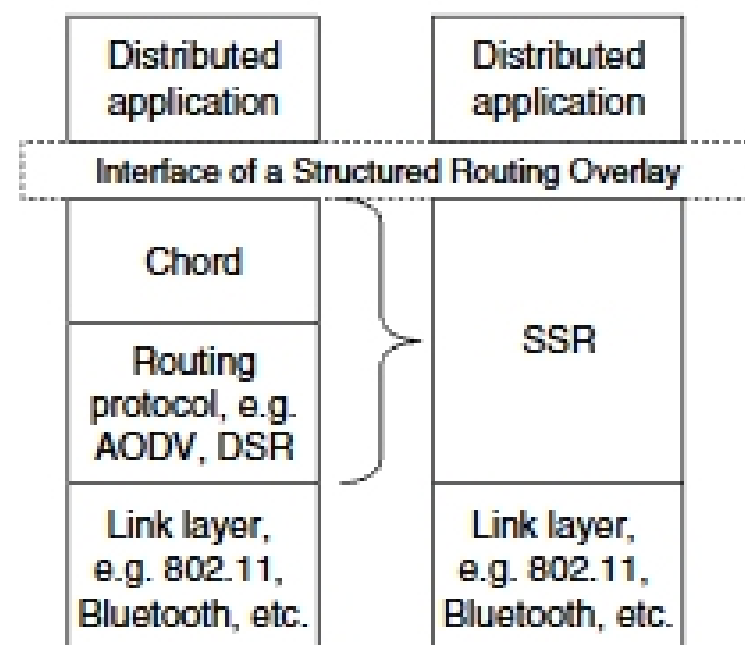 Distributed
application
Distributed
application
Interface of a Structured Routing Overlay
Chord
Routing
protocol, e.g.
AODV, DSR
SSR
Link layer,
e.g. 802.11,
Bluetooth, etc.
Link layer,
e.g. 802.11,
Bluetooth, etc.